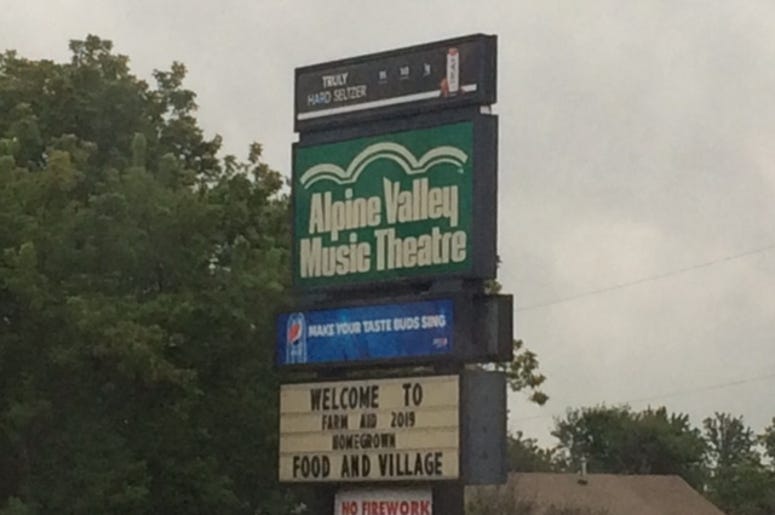 TRULY
HARD SELTZER
TRULY
Alpine Valley
Music Theatre
MAKE YOUR TASTE BUDS SING
WELCOME TO
FARM AID 2019
HOMEGROWN
FOOD AND VILLAGE
NO FIREWORK